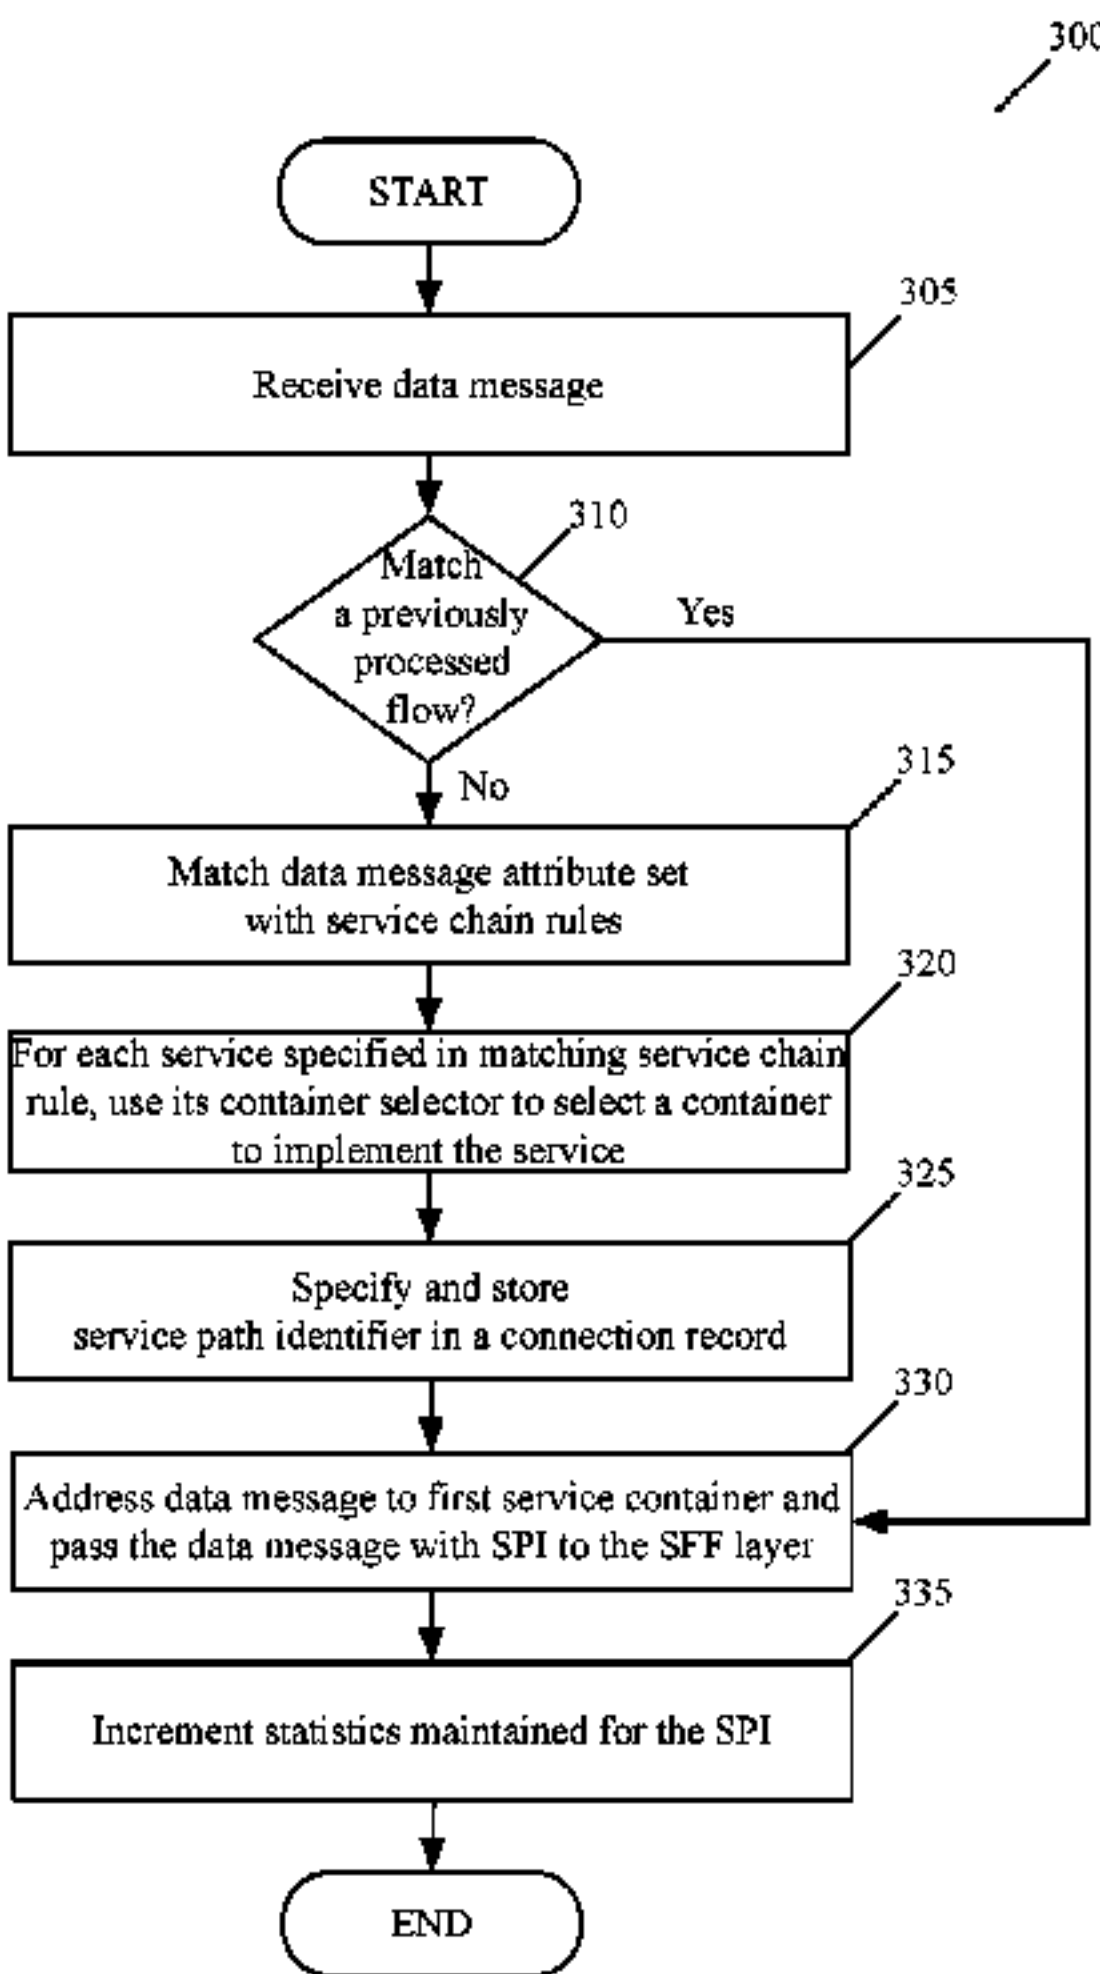 300
START
305
Receive data message
310
Match
a previously
processed
flow?
Yes
No
315
Match data message attribute set
with service chain rules
320
For each service specified in matching service chain
rule, use its container selector to select a container
to implement the service
325
Specify and store
service path identifier in a connection record
330
Address data message to first service container and
pass the data message with SPI to the SFF layer
335
Increment statistics maintained for the SPI
END